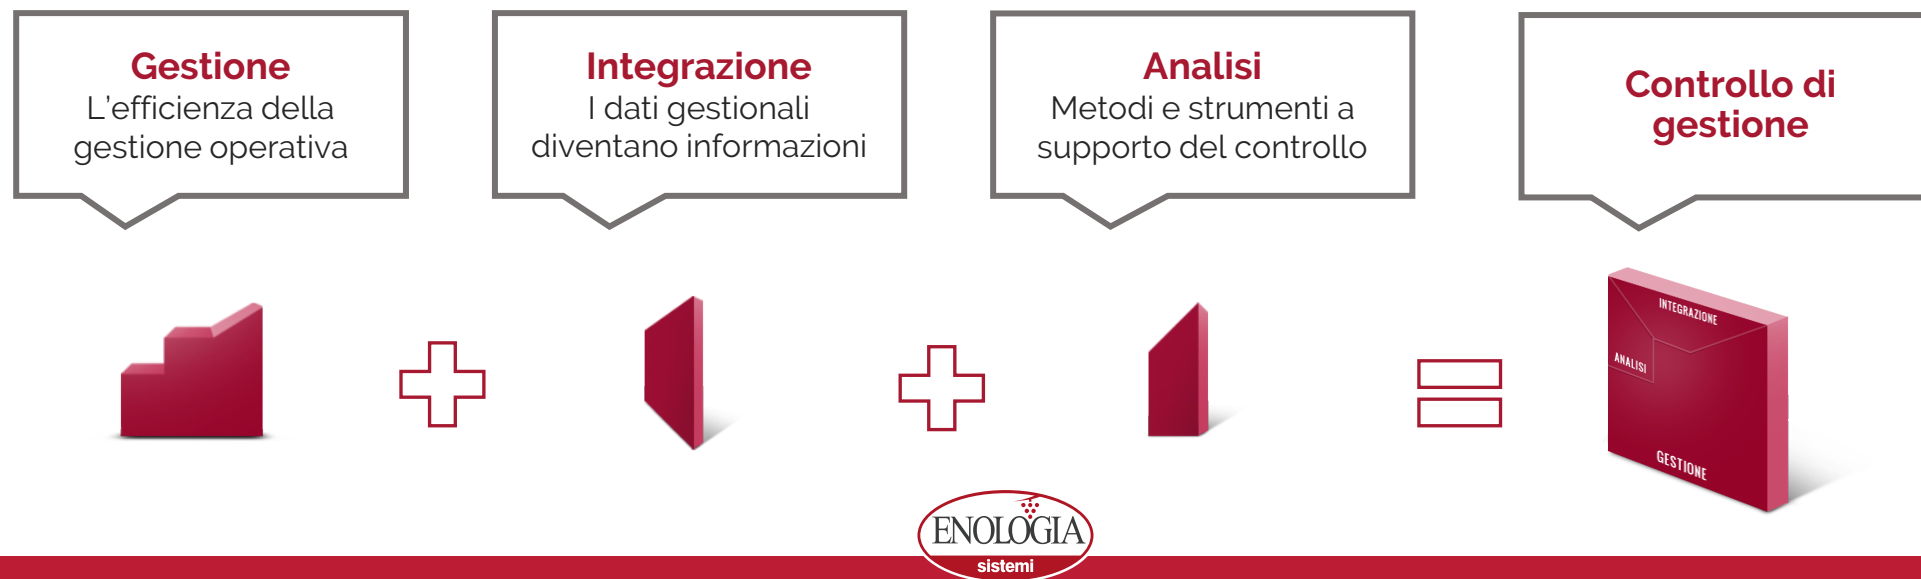 Gestione
L'efficienza della
gestione operativa
Integrazione
I dati gestionali
diventano informazioni
Analisi
Metodi e strumenti a
supporto del controllo
Controllo di
gestione
INTEGRAZIONE
ANALISI
GESTIONE
ENOLOGIA
sistemi